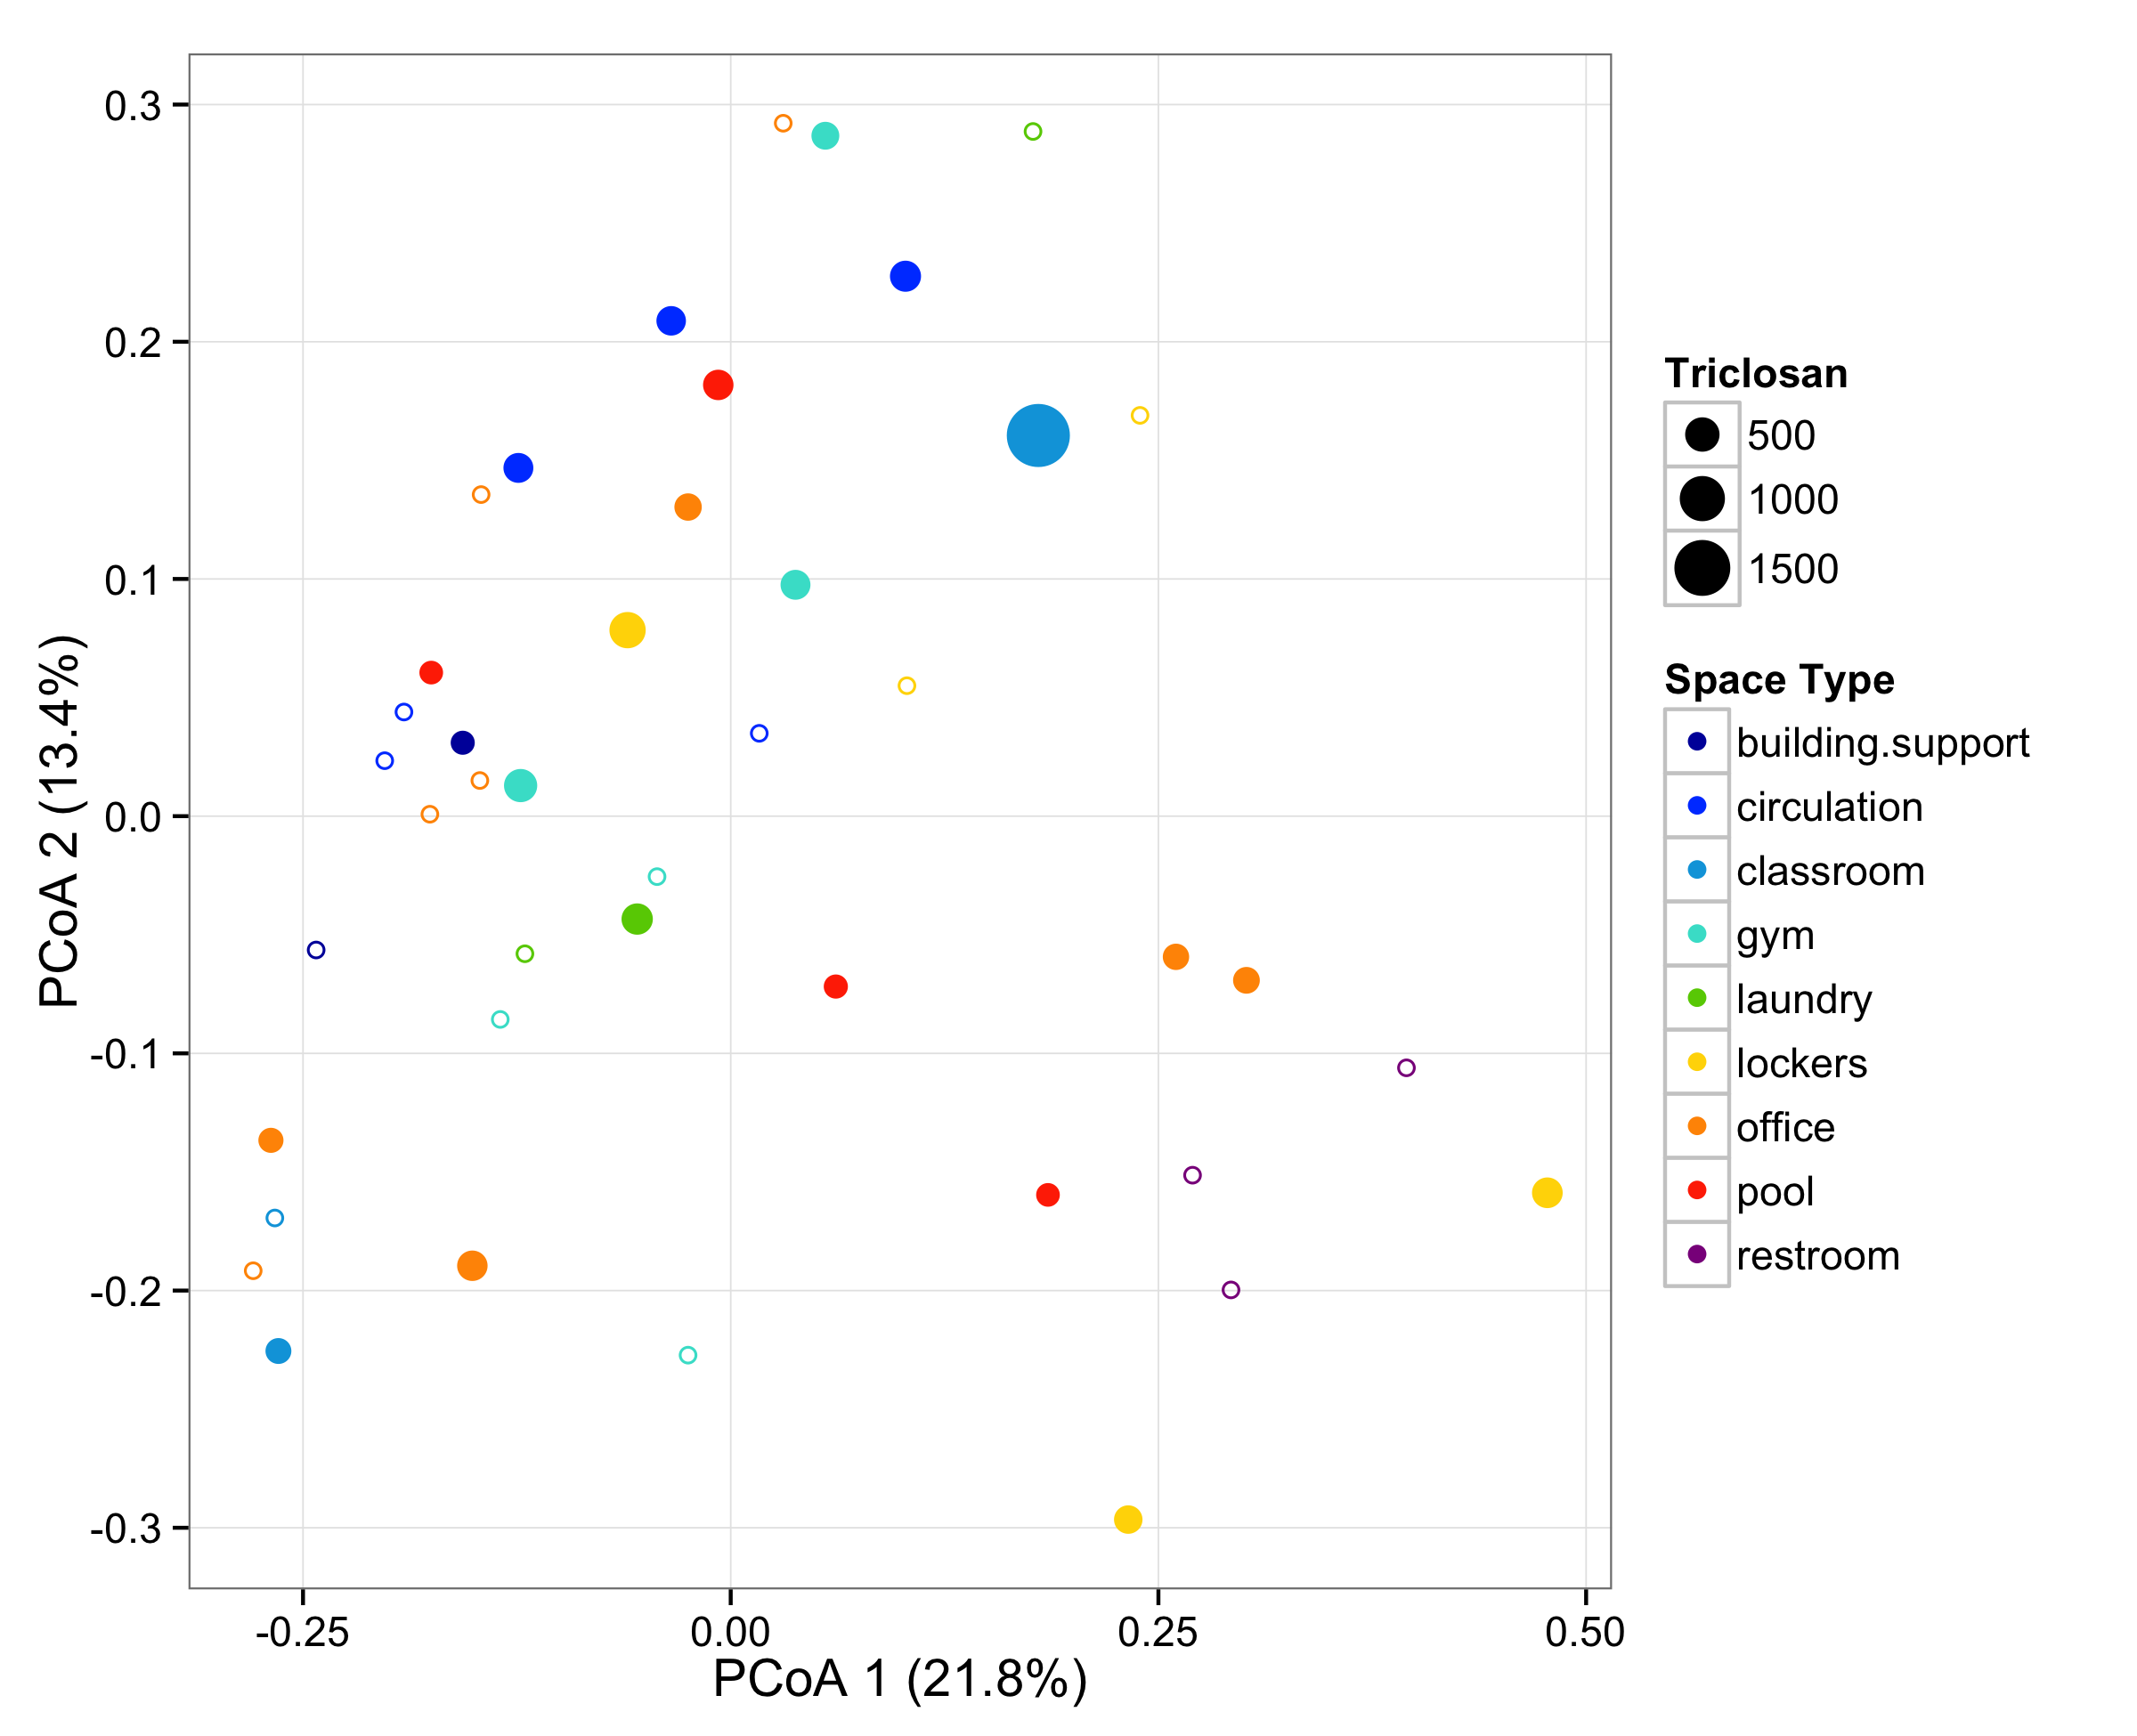 0.3
0.2
0.1
0.0
-0.1
-0.2
-0.3
PCoA 2 (13.4%)
-0.25
0.00
0.25
0.50
PCoA 1 (21.8%)
Triclosan
500
1000
1500
Space Type
building.support
circulation
classroom
gym
laundry
lockers
office
pool
restroom